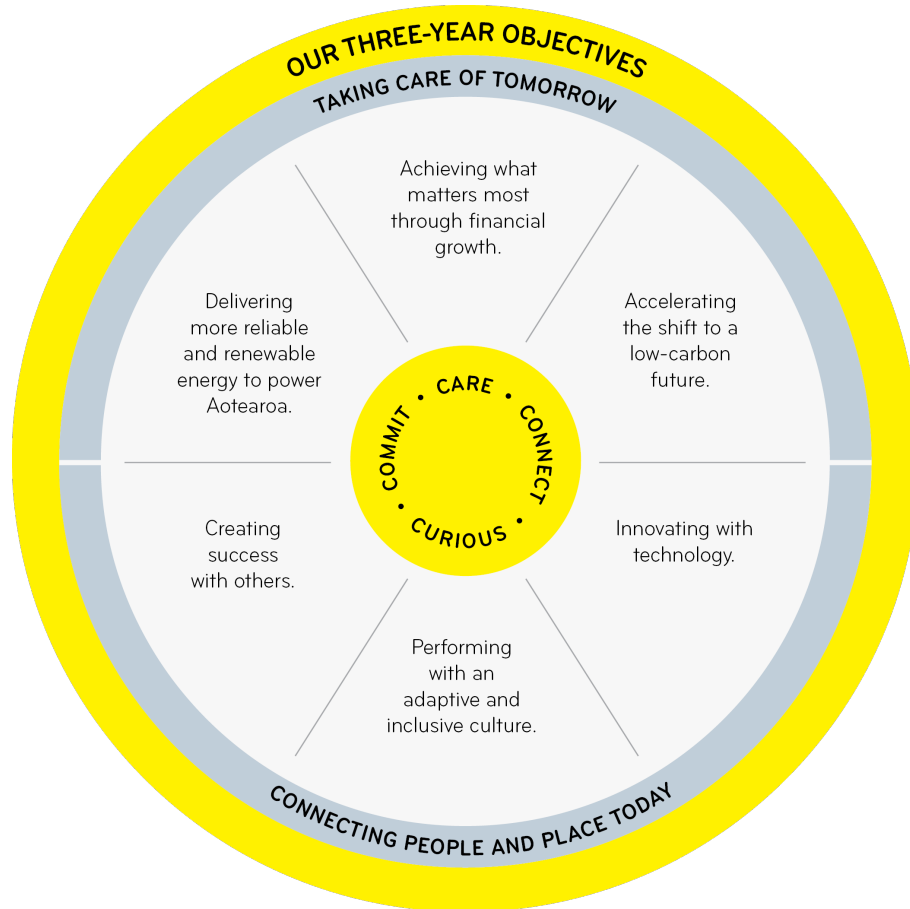 OUR THREE-YEAR OBJECTIVES
TAKING CARE OF TOMORROW
Achieving what
matters most
through financial
growth.
Accelerating
the shift to a
low-carbon
future.
Innovating with
technology.
Performing
with an
adaptive and
inclusive culture.
Creating
success
with others.
Delivering
more reliable
and renewable
energy to power
Aotearoa.
CARE • CONNECT • CURIOUS • COMMIT •
CONNECTING PEOPLE AND PLACE TODAY